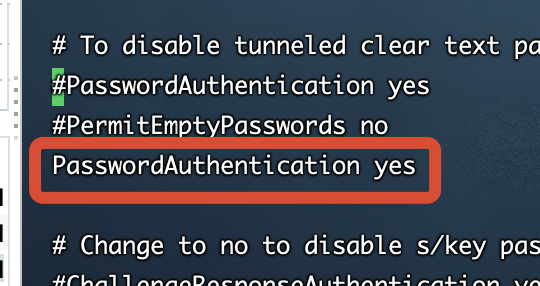 # To disable tunneled clear text pa
#PasswordAuthentication yes
#PermitEmptyPasswords no
PasswordAuthentication yes
# Change to no to disable s/key pas
#ChallengeResponseAuthentication ye